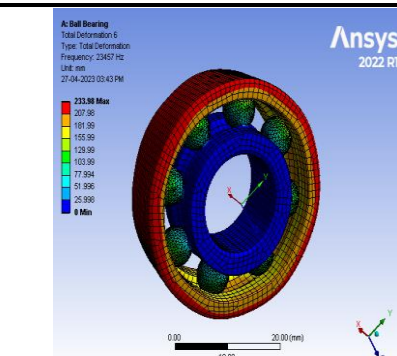 A: Ball Bearing
Total Deformation 6
Type: Total Deformation
Frequency: 23457 Hz
Unit: mm
27-04-2023 03:43 PM
233.98 Max
207.98
181.99
155.99
129.99
103.99
77.994
51.996
25.998
0 Min
Ansys
2022 R1
X
Y
0.00
20.00 (mm)
10.00
X
Y